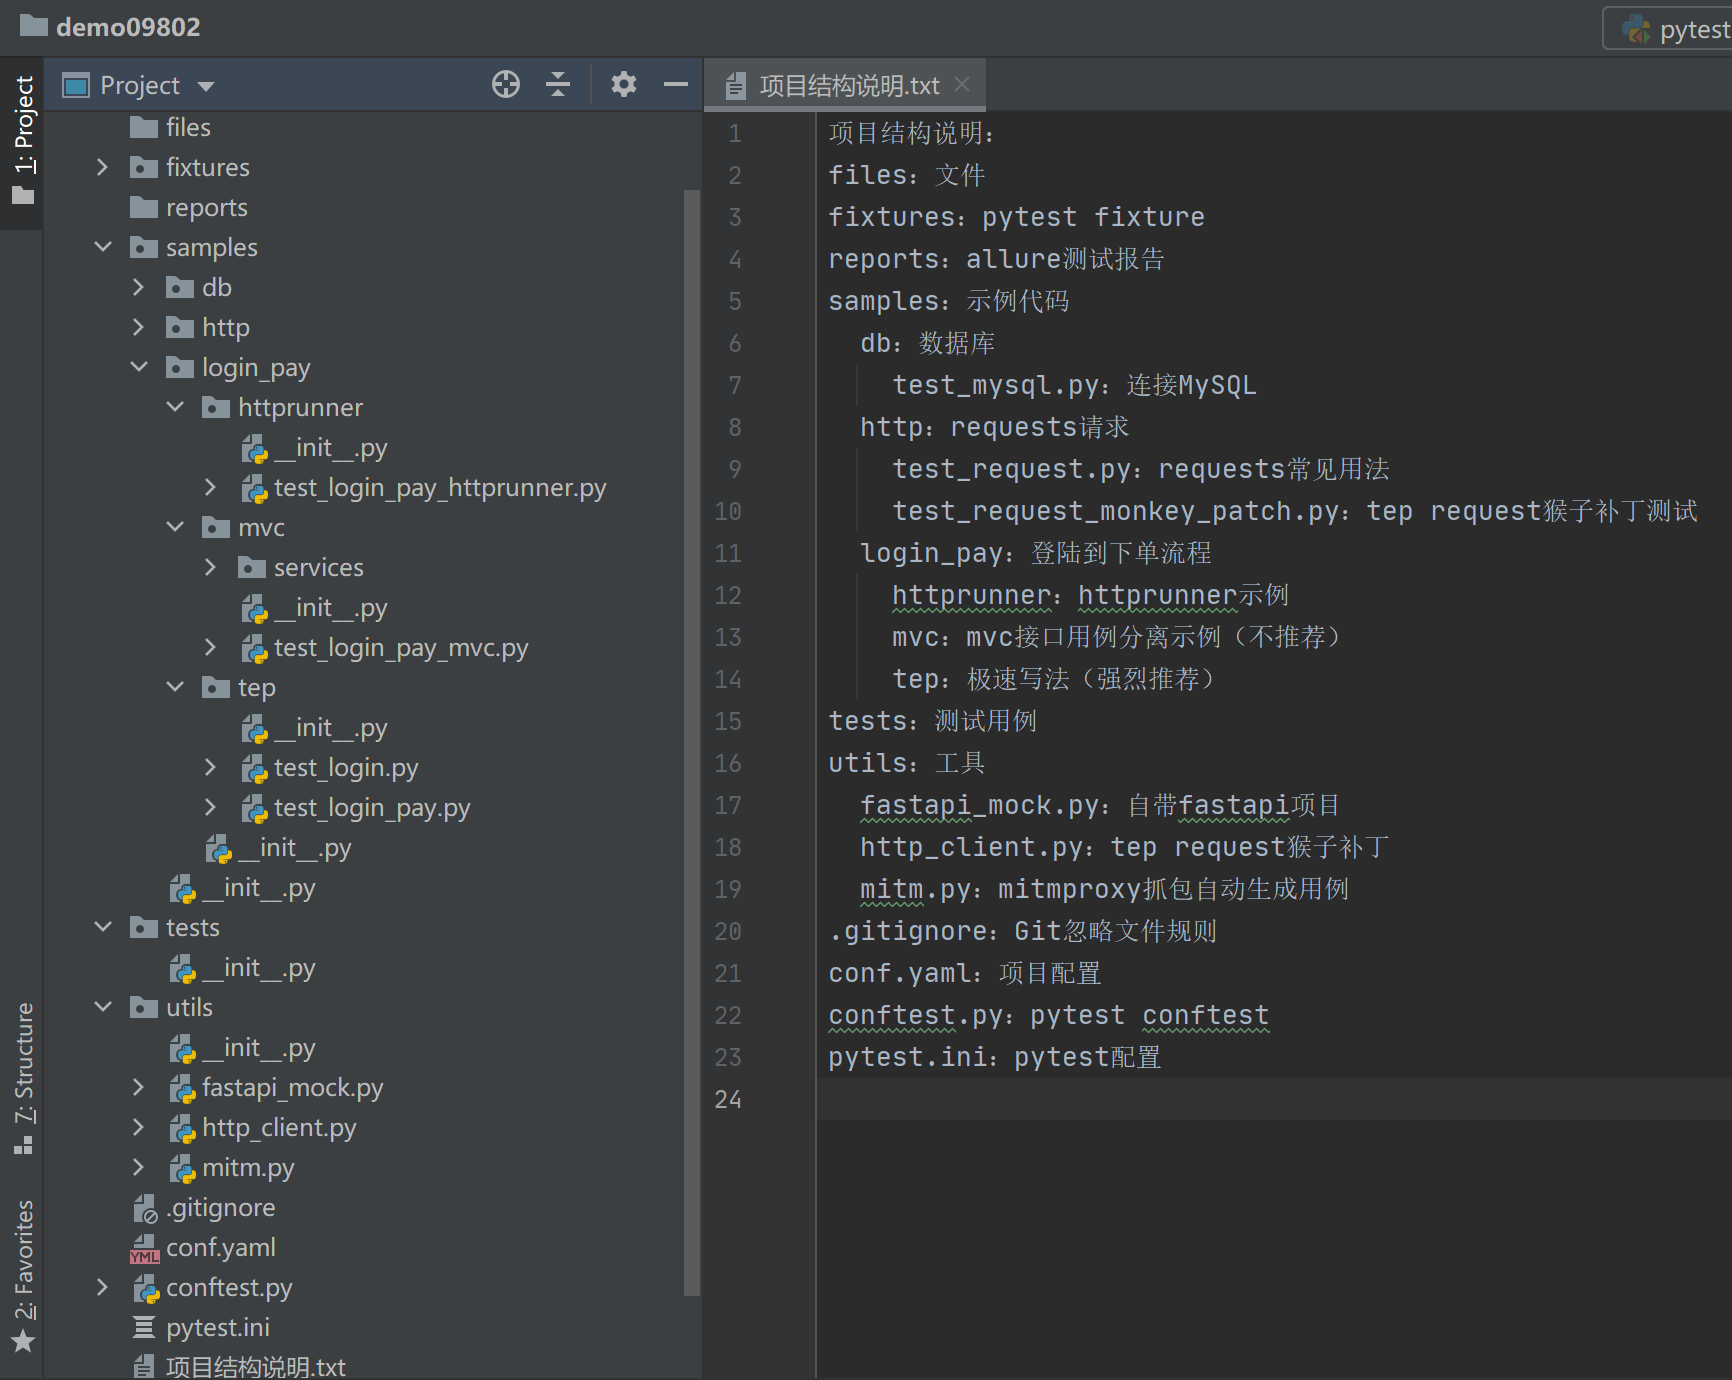 demo09802
pytest
1: Project
7: Structure
2: Favorites
Project
files
fixtures
reports
samples
db
http
login_pay
httprunner
__init__.py
test_login_pay_httprunner.py
mvc
services
__init__.py
test_login_pay_mvc.py
tep
__init__.py
test_login.py
test_login_pay.py
__init__.py
__init__.py
tests
__init__.py
utils
__init__.py
fastapi_mock.py
http_client.py
mitm.py
.gitignore
YML
conf.yaml
conftest.py
pytest.ini
项目结构说明.txt
项目结构说明.txt
1 项目结构说明：
2 files：文件
3 fixtures：pytest fixture
4 reports：allure测试报告
5 samples：示例代码
6 db：数据库
7 test_mysql.py：连接MySQL
8 http：requests请求
9 test_request.py：requests常见用法
10 test_request_monkey_patch.py：tep request猴子补丁测试
11 login_pay：登陆到下单流程
12 httprunner：httprunner示例
13 mvc：mvc接口用例分离示例（不推荐）
14 tep：极速写法（强烈推荐）
15 tests：测试用例
16 utils：工具
17 fastapi_mock.py：自带fastapi项目
18 http_client.py：tep request猴子补丁
19 mitm.py：mitmproxy抓包自动生成用例
20 .gitignore：Git忽略文件规则
21 conf.yaml：项目配置
22 conftest.py：pytest conftest
23 pytest.ini：pytest配置
24